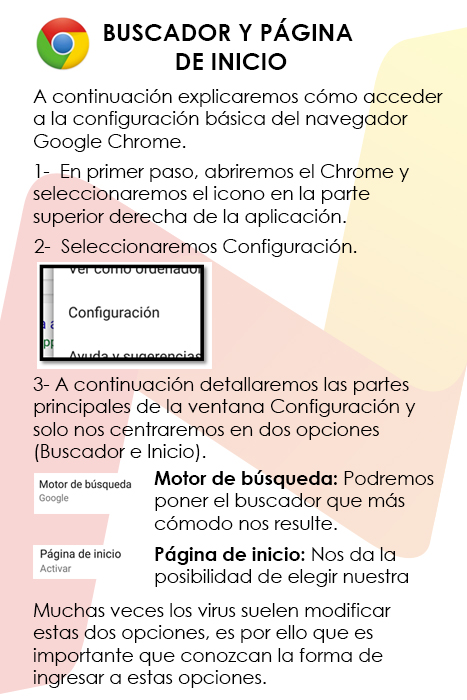 BUSCADOR Y PÁGINA
DE INICIO
A continuación explicaremos cómo acceder
a la configuración básica del navegador
Google Chrome.
1- En primer paso, abriremos el Chrome y
seleccionaremos el icono en la parte
superior derecha de la aplicación.
2- Seleccionaremos Configuración.
Ver como ordenador
Configuración
Ayuda y sugerencias
3- A continuación detallaremos las partes
principales de la ventana Configuración y
solo nos centraremos en dos opciones
(Buscador e Inicio).
Motor de búsqueda
Google
Motor de búsqueda: Podremos
poner el buscador que más
cómodo nos resulte.
Página de inicio
Activar
Página de inicio: Nos da la
posibilidad de elegir nuestra
Muchas veces los virus suelen modificar
estas dos opciones, es por ello que es
importante que conozcan la forma de
ingresar a estas opciones.